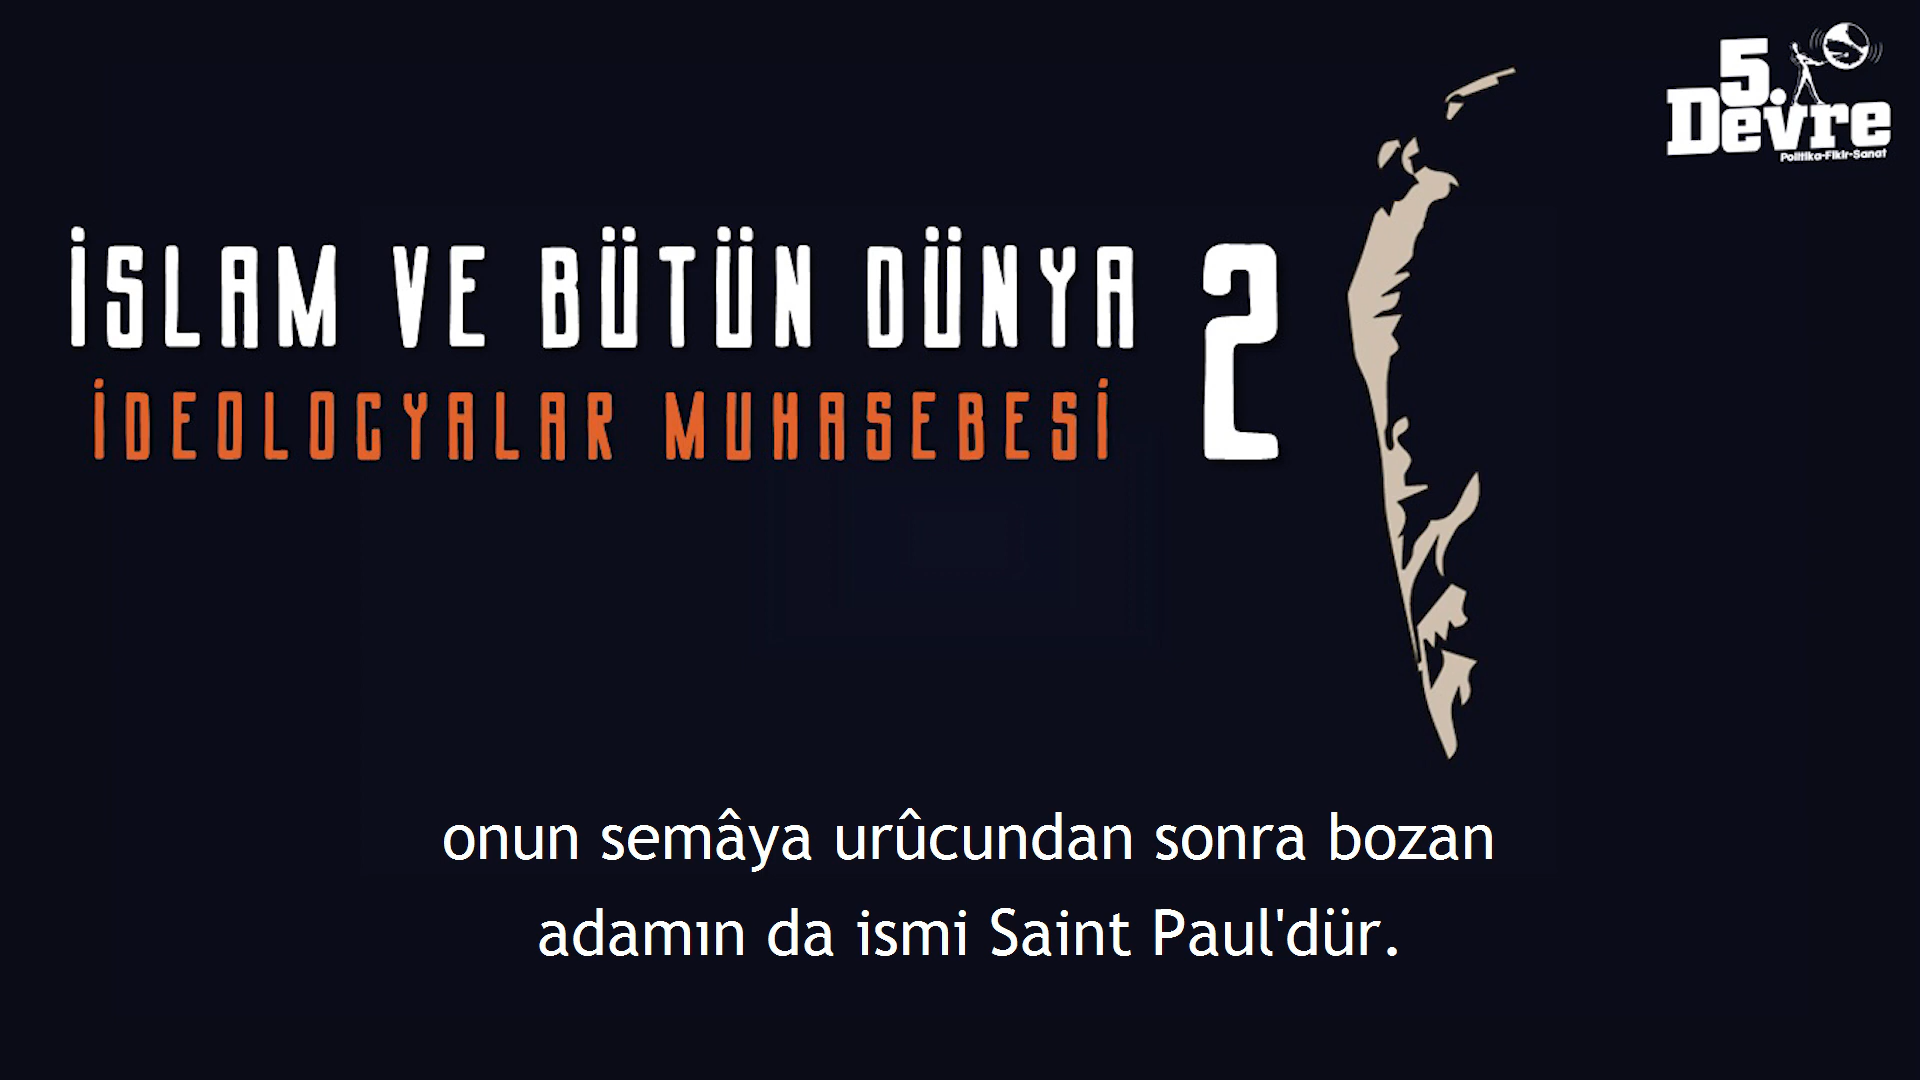 5.
Devre
Politika-Fikir-Sanat
İSLAM VE BÜTÜN DÜNYA 2
İDEOLOGYALAR MUHASEBESİ
onun semâya urûcundan sonra bozan
adamın da ismi Saint Paul'dür.